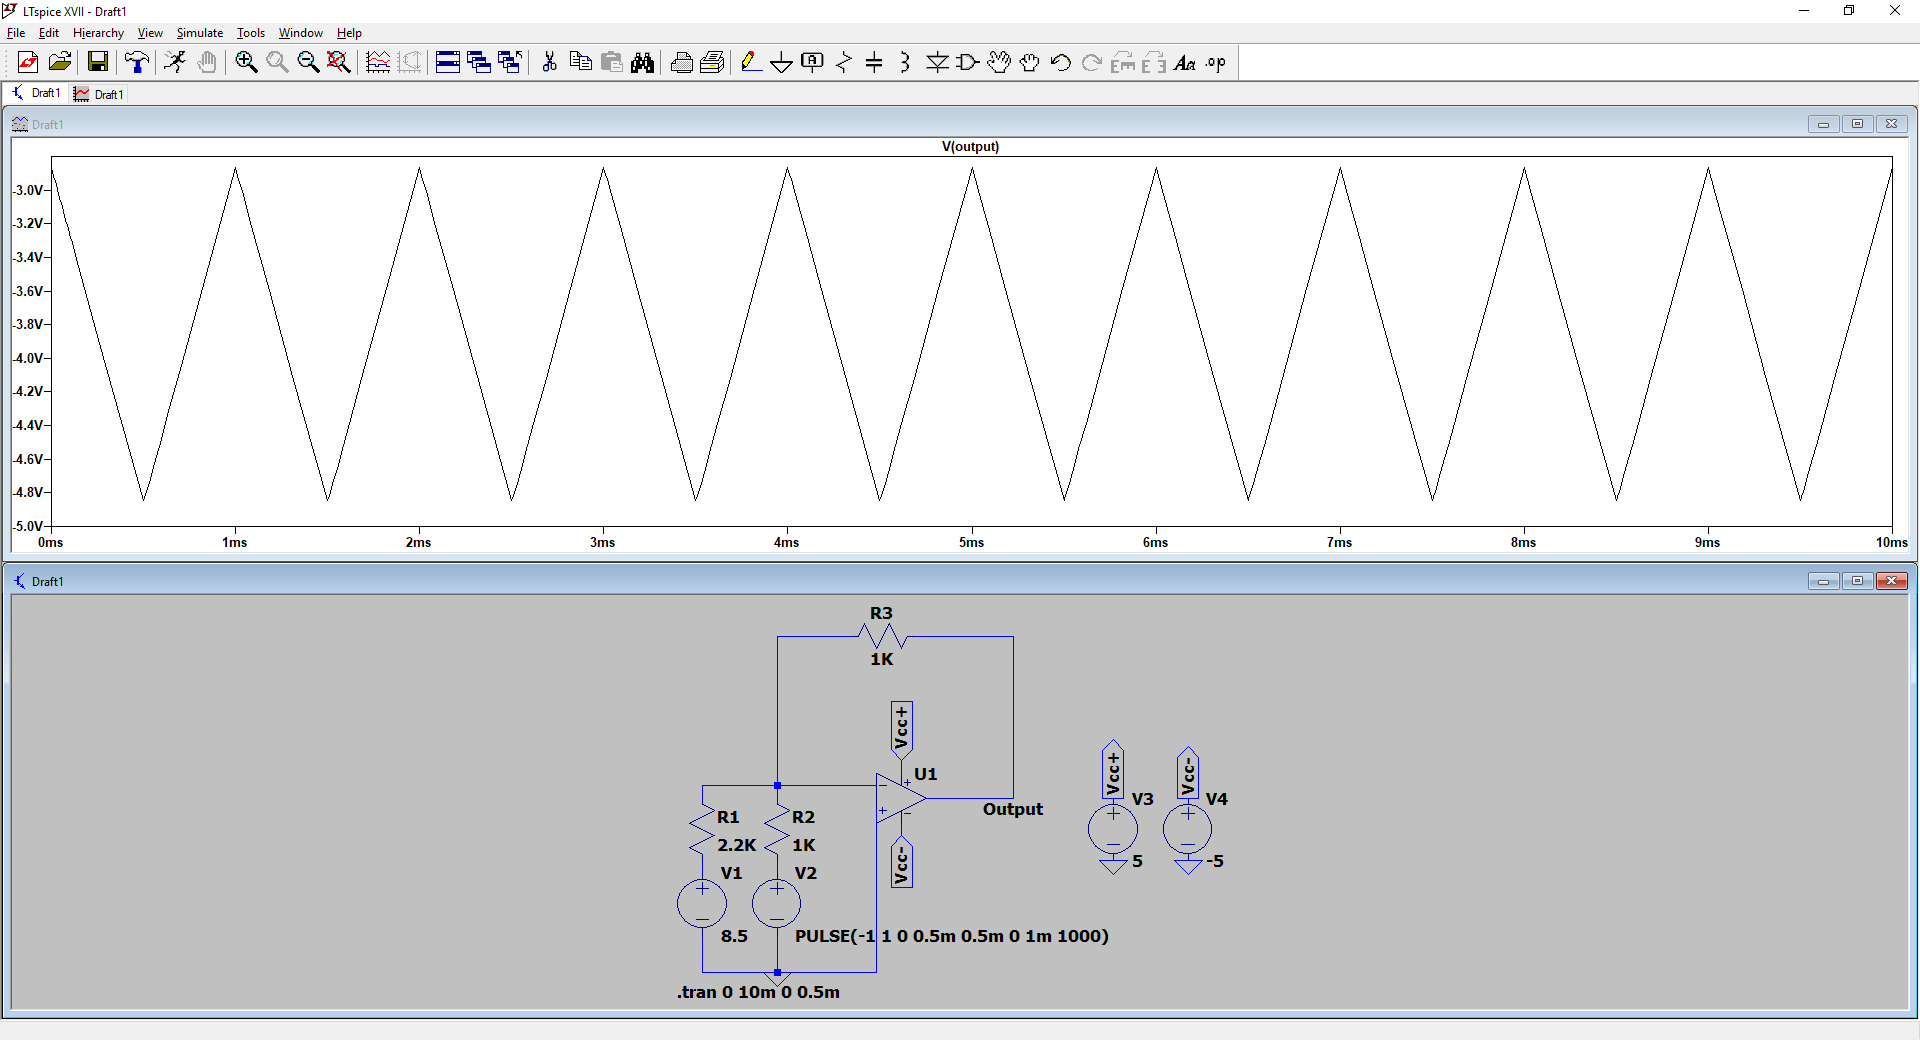 LTspice XVII - Draft1
File Edit Hierarchy View Simulate Tools Window Help
Draft1 Draft1
Draft1
V(output)
-3.0V
-3.2V
-3.4V
-3.6V
-3.8V
-4.0V
-4.2V
-4.4V
-4.6V
-4.8V
-5.0V
0ms 1ms 2ms 3ms 4ms 5ms 6ms 7ms 8ms 9ms 10ms
Draft1
R3
1K
Vcc+
U1
Output
Vcc-
R1
2.2K
R2
1K
V1
8.5
V2
PULSE(-1 1 0 0.5m 0.5m 0 1m 1000)
.tran 0 10m 0 0.5m
Vcc+
V3
5
Vcc-
V4
-5